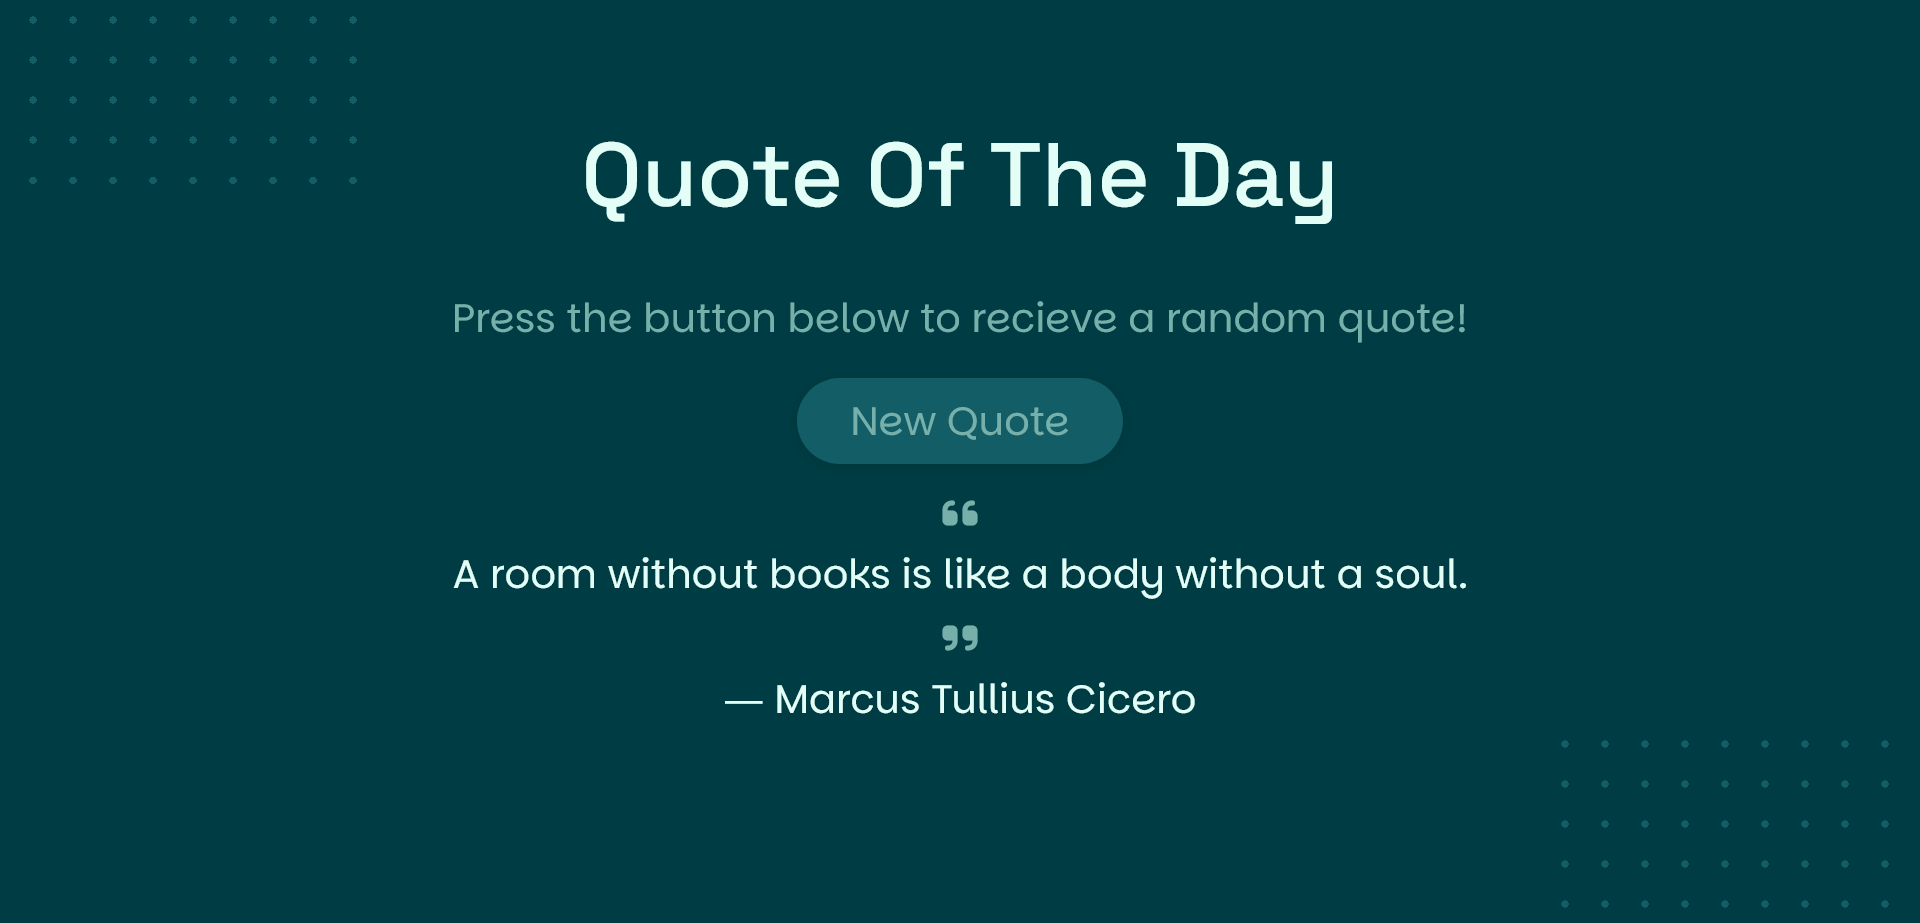 Quote Of The Day
Press the button below to recieve a random quote!
New Quote
“
A room without books is like a body without a soul.
”
— Marcus Tullius Cicero